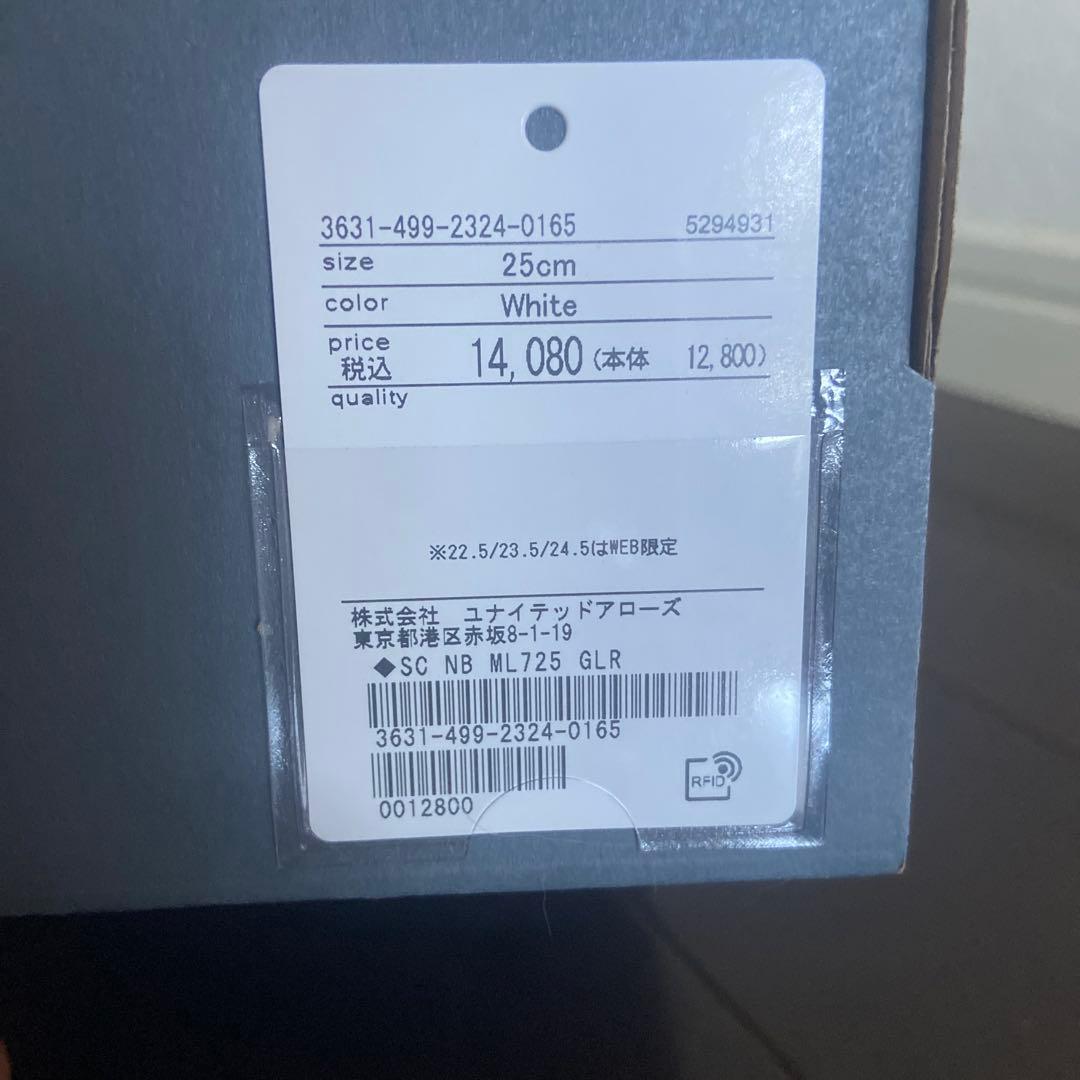 3631-499-2324-0165 5294931
size 25cm
color White
price
税込 14,080(本体 12,800)
quality
※22.5/23.5/24.5はWEB限定
株式会社 ユナイテッドアローズ
東京都港区赤坂8-1-19
◆SC NB ML725 GLR
3631-499-2324-0165
0012800
RFID